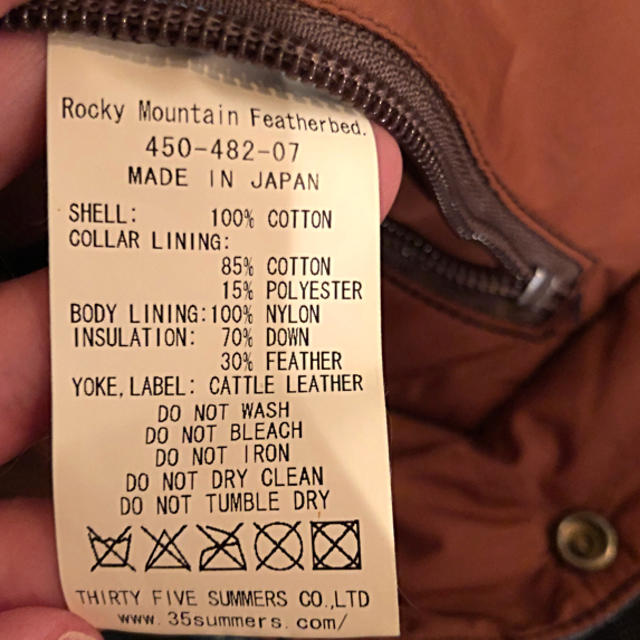 Rocky Mountain Featherbed.
450-482-07
MADE IN JAPAN
SHELL: 100% COTTON
COLLAR LINING:
85% COTTON
15% POLYESTER
BODY LINING:100% NYLON
INSULATION: 70% DOWN
30% FEATHER
YOKE,LABEL: CATTLE LEATHER
DO NOT WASH
DO NOT BLEACH
DO NOT IRON
DO NOT DRY CLEAN
DO NOT TUMBLE DRY
THIRTY FIVE SUMMERS CO.,LTD
www.35summers.com/